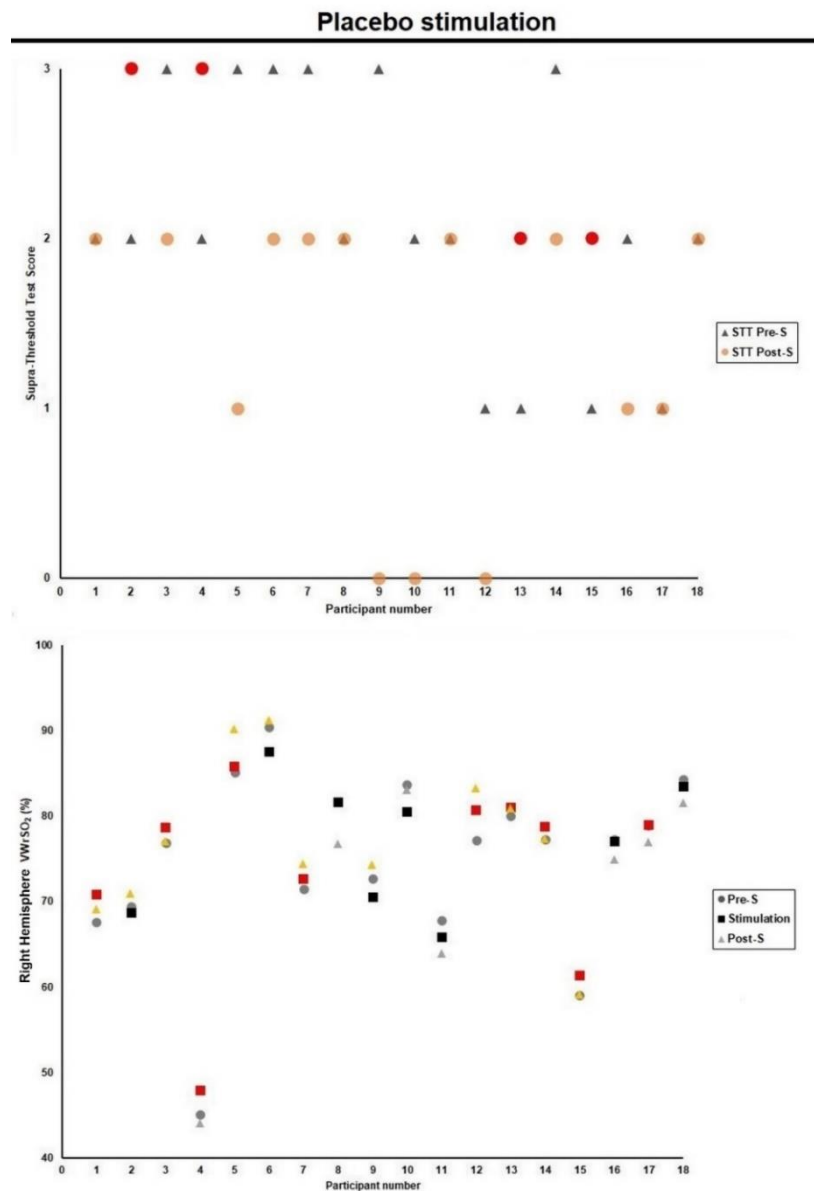 Placebo stimulation
3
2
1
0
Supra-Threshold Test Score
0 1 2 3 4 5 6 7 8 9 10 11 12 13 14 15 16 17 18
Participant number
STT Pre-S
STT Post-S
100
90
80
70
60
50
40
Right Hemisphere VWrSO₂ (%)
0 1 2 3 4 5 6 7 8 9 10 11 12 13 14 15 16 17 18
Participant number
Pre-S
Stimulation
Post-S